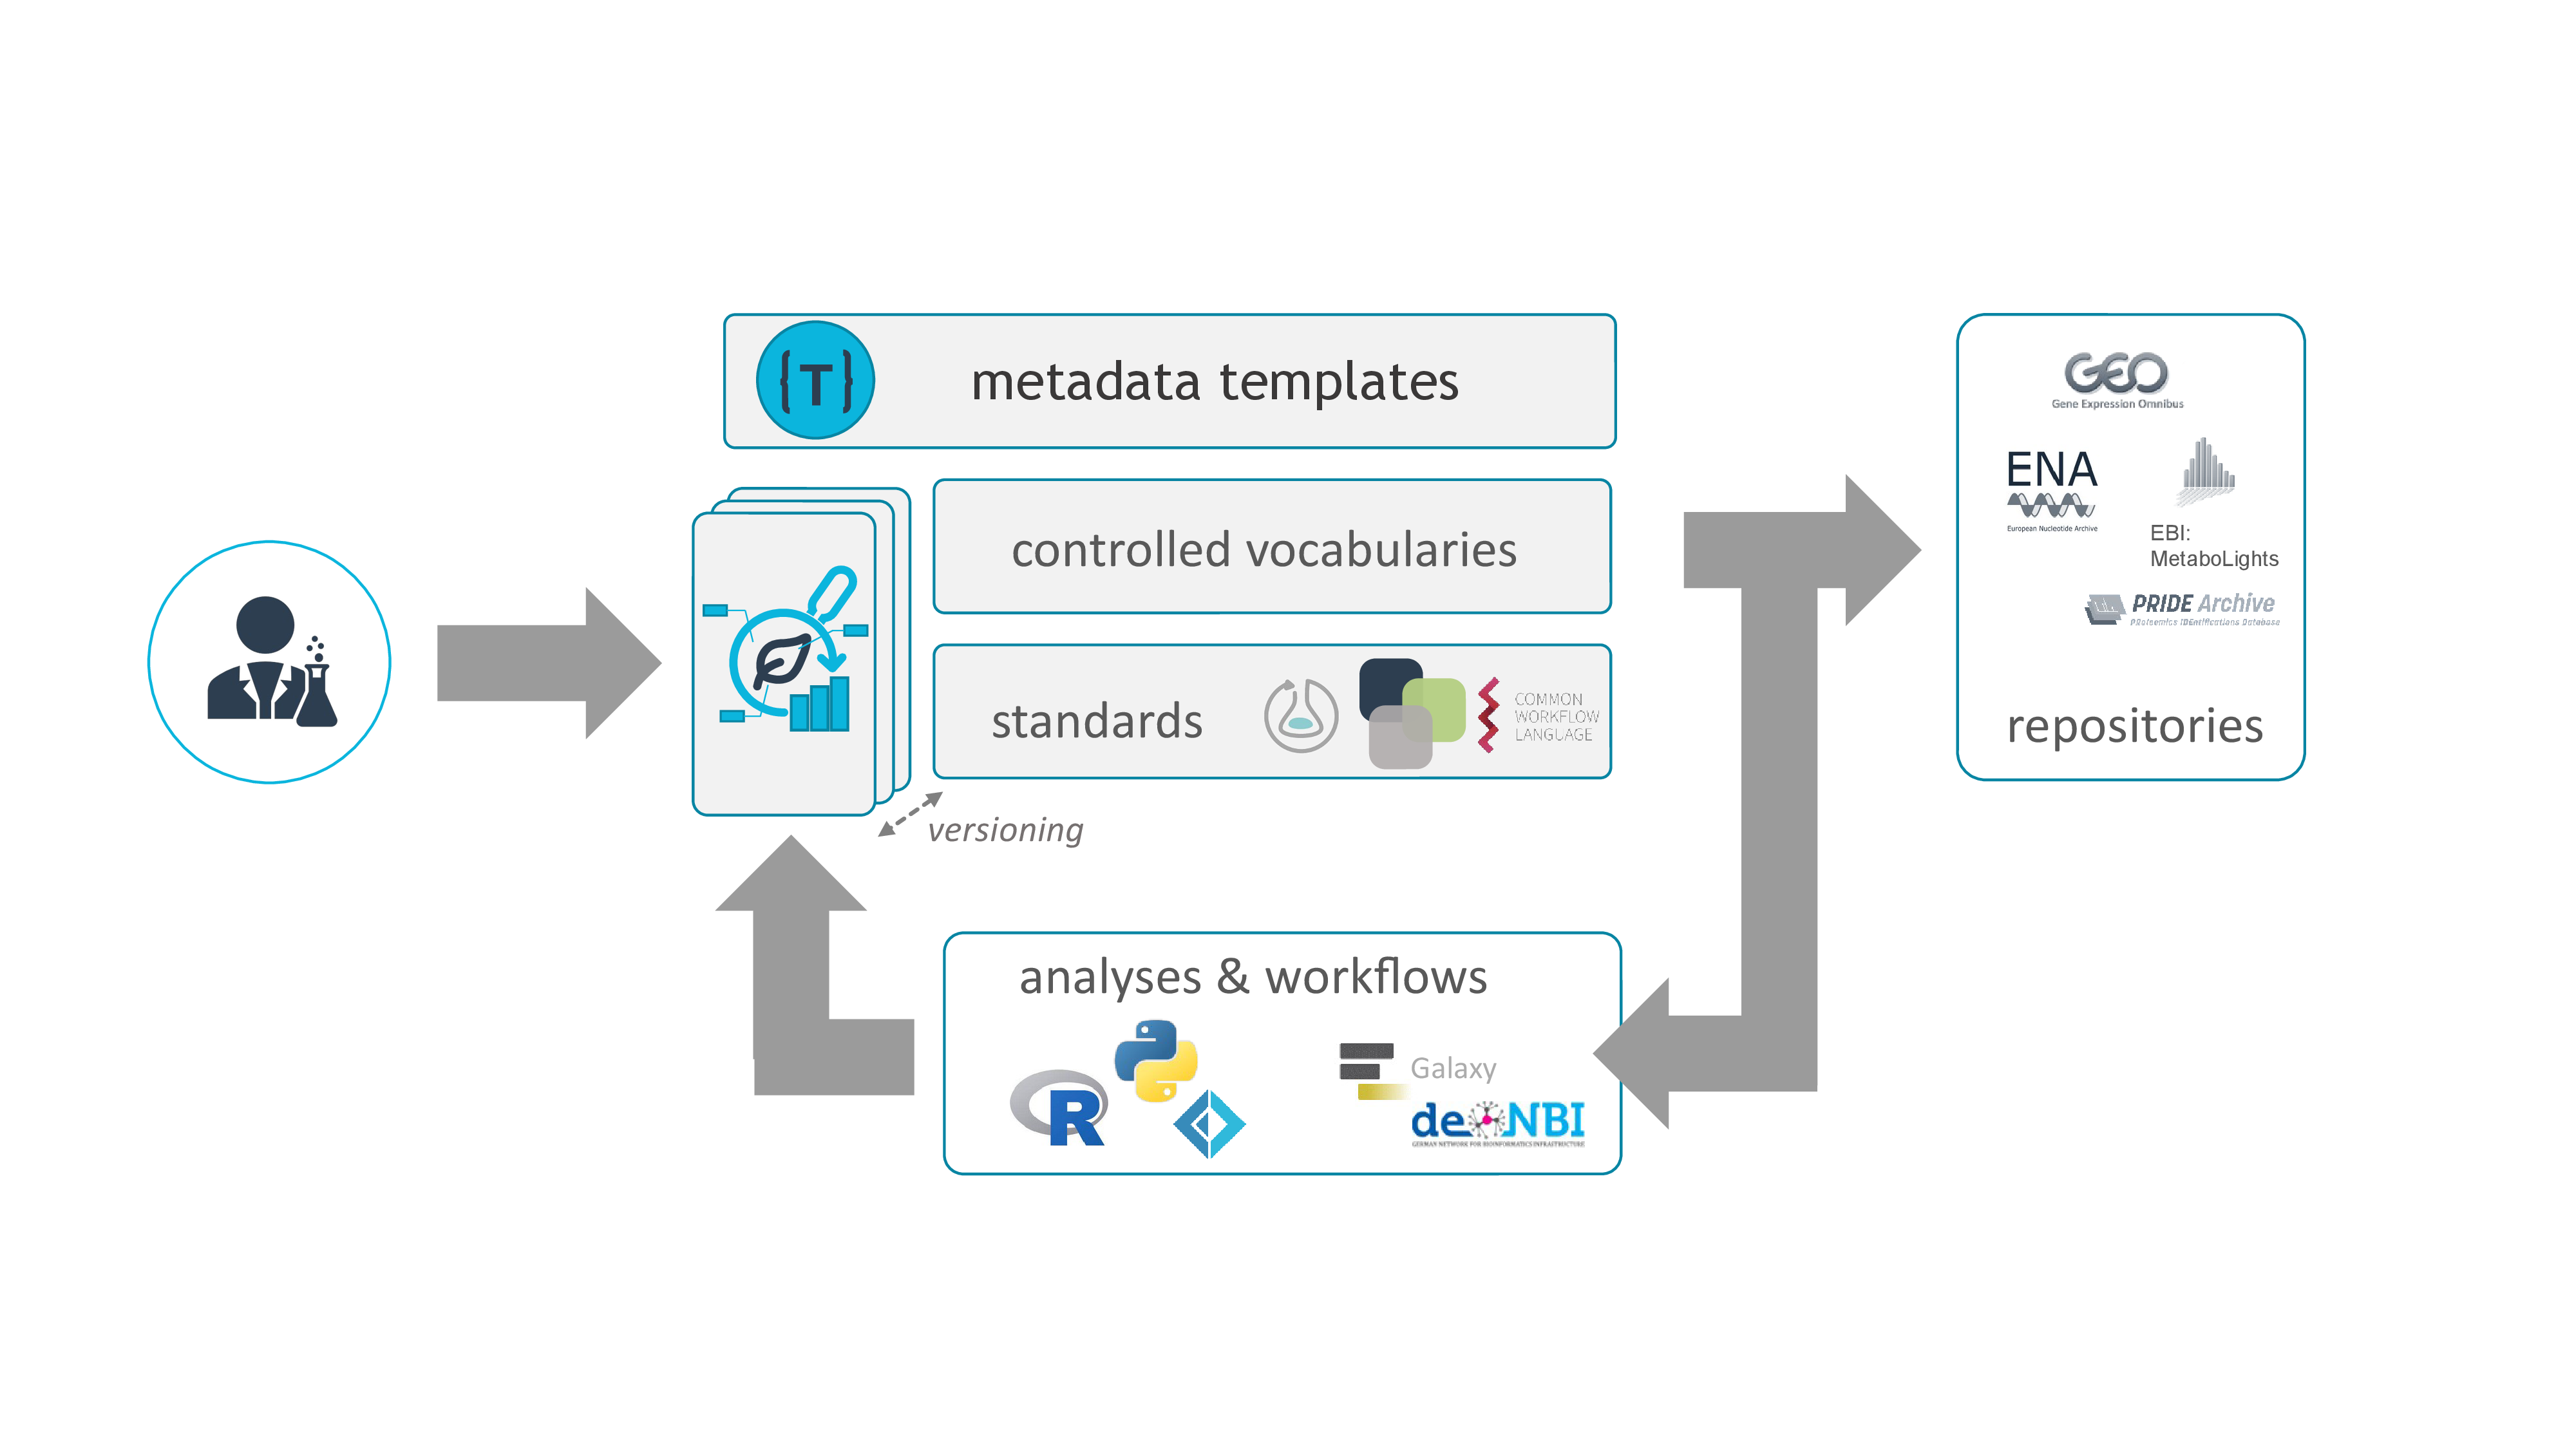 {T}
metadata templates
controlled vocabularies
standards
COMMON
WORKFLOW
LANGUAGE
versioning
analyses & workflows
R
Galaxy
de NBI
GERMAN NETWORK FOR BIOINFORMATICS INFRASTRUCTURE
GEO
Gene Expression Omnibus
ENA
European Nucleotide Archive
EBI:
MetaboLights
PRIDE Archive
PRoteomics IDEntifications Database
repositories